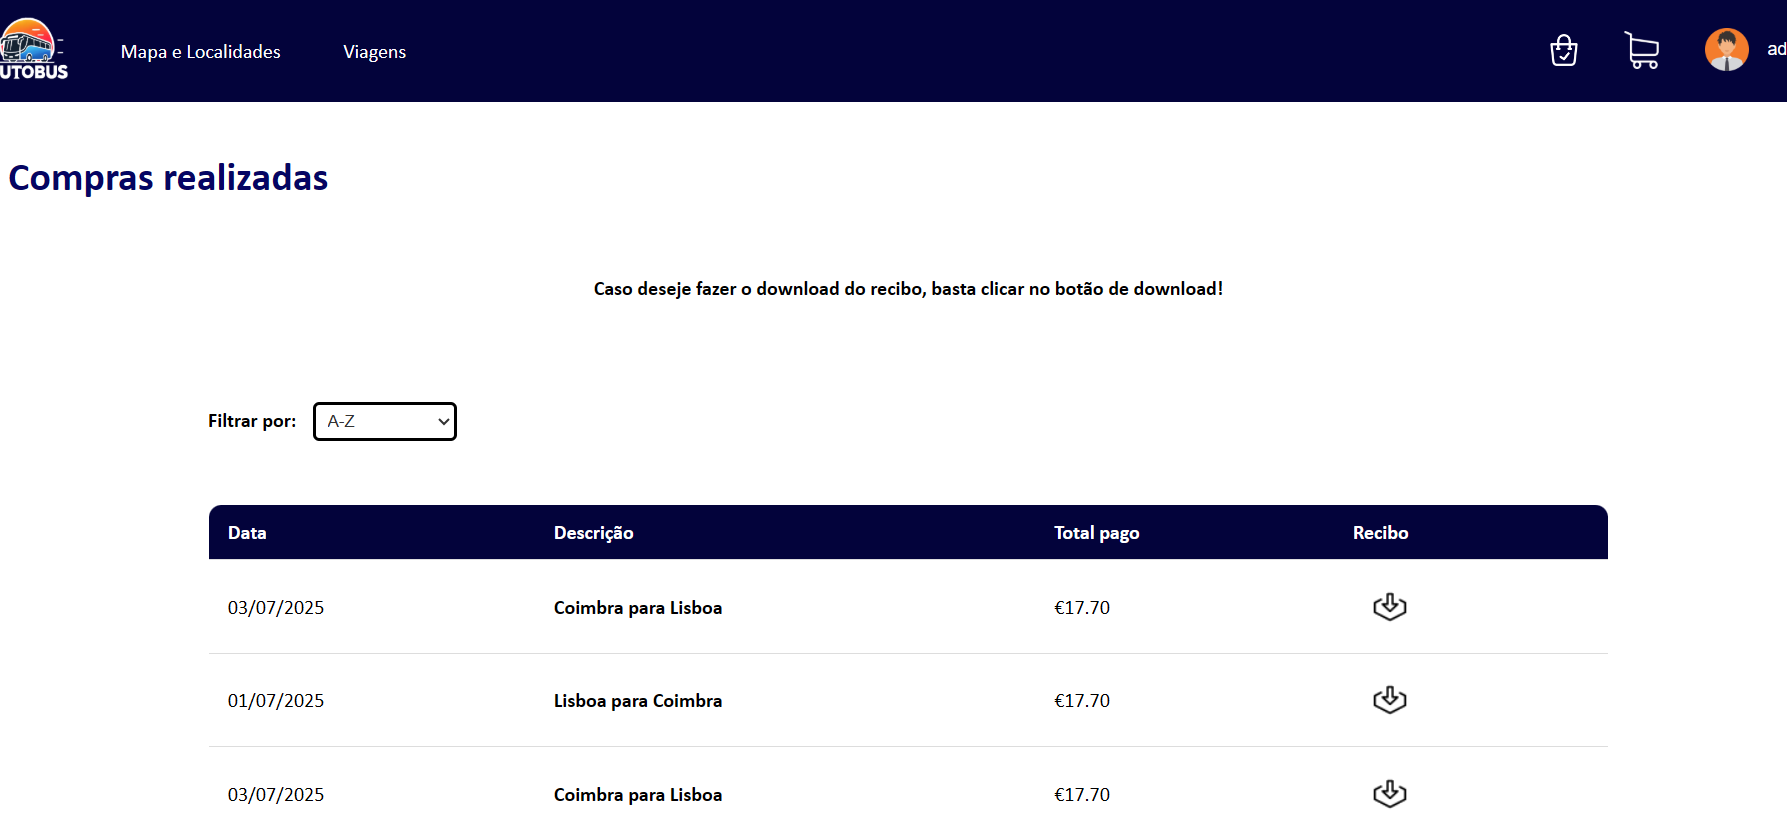 UTOBUS
Mapa e Localidades Viagens ad
Compras realizadas
Caso deseje fazer o download do recibo, basta clicar no botão de download!
Filtrar por: A-Z
Data Descrição Total pago Recibo
03/07/2025 Coimbra para Lisboa €17.70
01/07/2025 Lisboa para Coimbra €17.70
03/07/2025 Coimbra para Lisboa €17.70